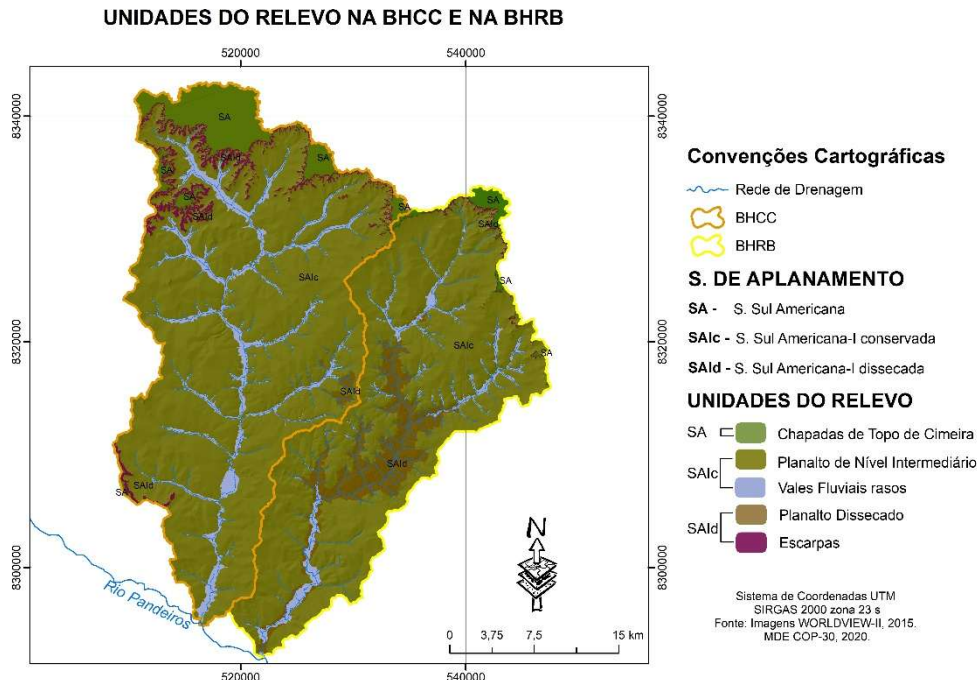 UNIDADES DO RELEVO NA BHCC E NA BHRB
520000
540000
8340000
8340000
SA
SAId
SA
SA
SA
SAId
SA
SA
SAId
SAIc
SA
8320000
8320000
SAIc
SA
SAId
SAId
SAId
SA
8300000
8300000
Rio Pandeiros
N
0 3,75 7,5 15 km
520000
540000
Convenções Cartográficas
Rede de Drenagem
BHCC
BHRB
S. DE APLANAMENTO
SA - S. Sul Americana
SAIc - S. Sul Americana-I conservada
SAId - S. Sul Americana-I dissecada
UNIDADES DO RELEVO
SA Chapadas de Topo de Cimeira
SAIc Planalto de Nível Intermediário
Vales Fluviais rasos
SAId Planalto Dissecado
Escarpas
Sistema de Coordenadas UTM
SIRGAS 2000 zona 23 s
Fonte: Imagens WORLDVIEW-II, 2015.
MDE COP-30, 2020.